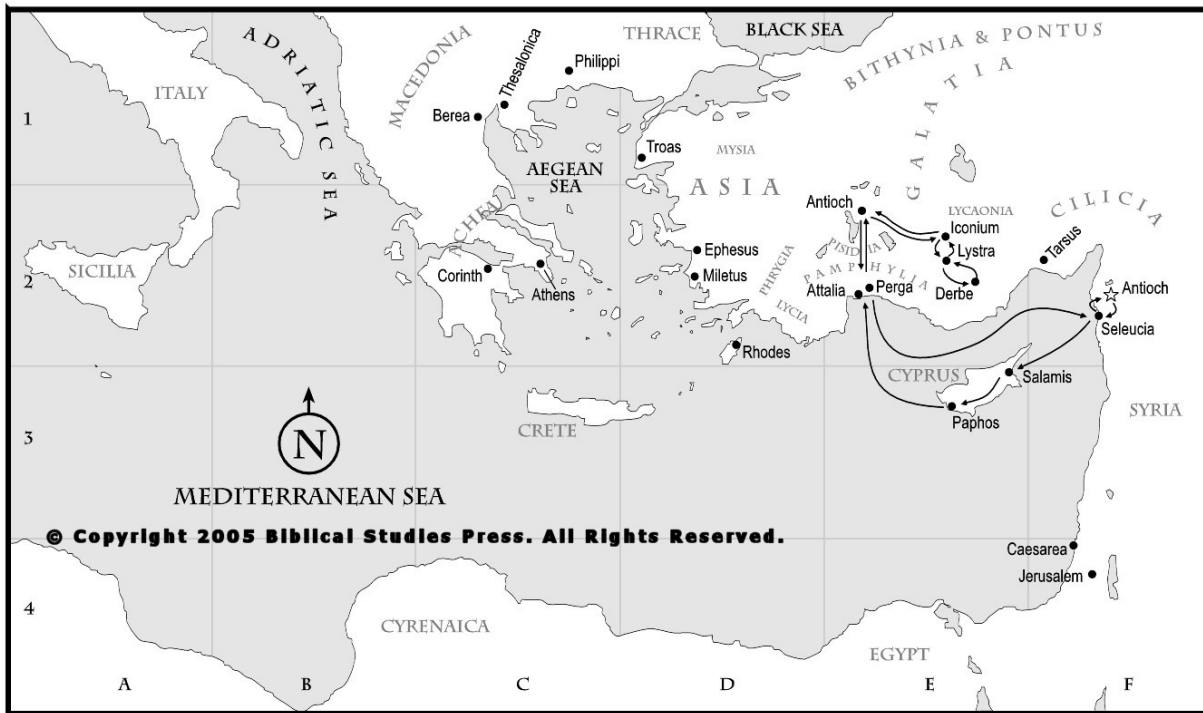 BLACK SEA
THRACE
BITHYNIA & PONTUS
ADRIATIC SEA
MACEDONIA
Thesalonica
Philippi
ITALY
GALATIA
1
Berea
Troas
MYSIA
AEGEAN
SEA
ASIA
Antioch
LYCAONIA
CILICIA
Iconium
ACHEAU
Ephesus
PISIDIA
Lystra
Tarsus
SICILIA
Corinth
Athens
Miletus
PHRYGIA
PAMPHYLIA
2
Attalia
Perga
Derbe
Antioch
LYCIA
Seleucia
Rhodes
CYPRUS
Salamis
SYRIA
Paphos
N
CRETE
3
MEDITERRANEAN SEA
© Copyright 2005 Biblical Studies Press. All Rights Reserved.
Caesarea
Jerusalem
4
CYRENAICA
EGYPT
A B C D E F